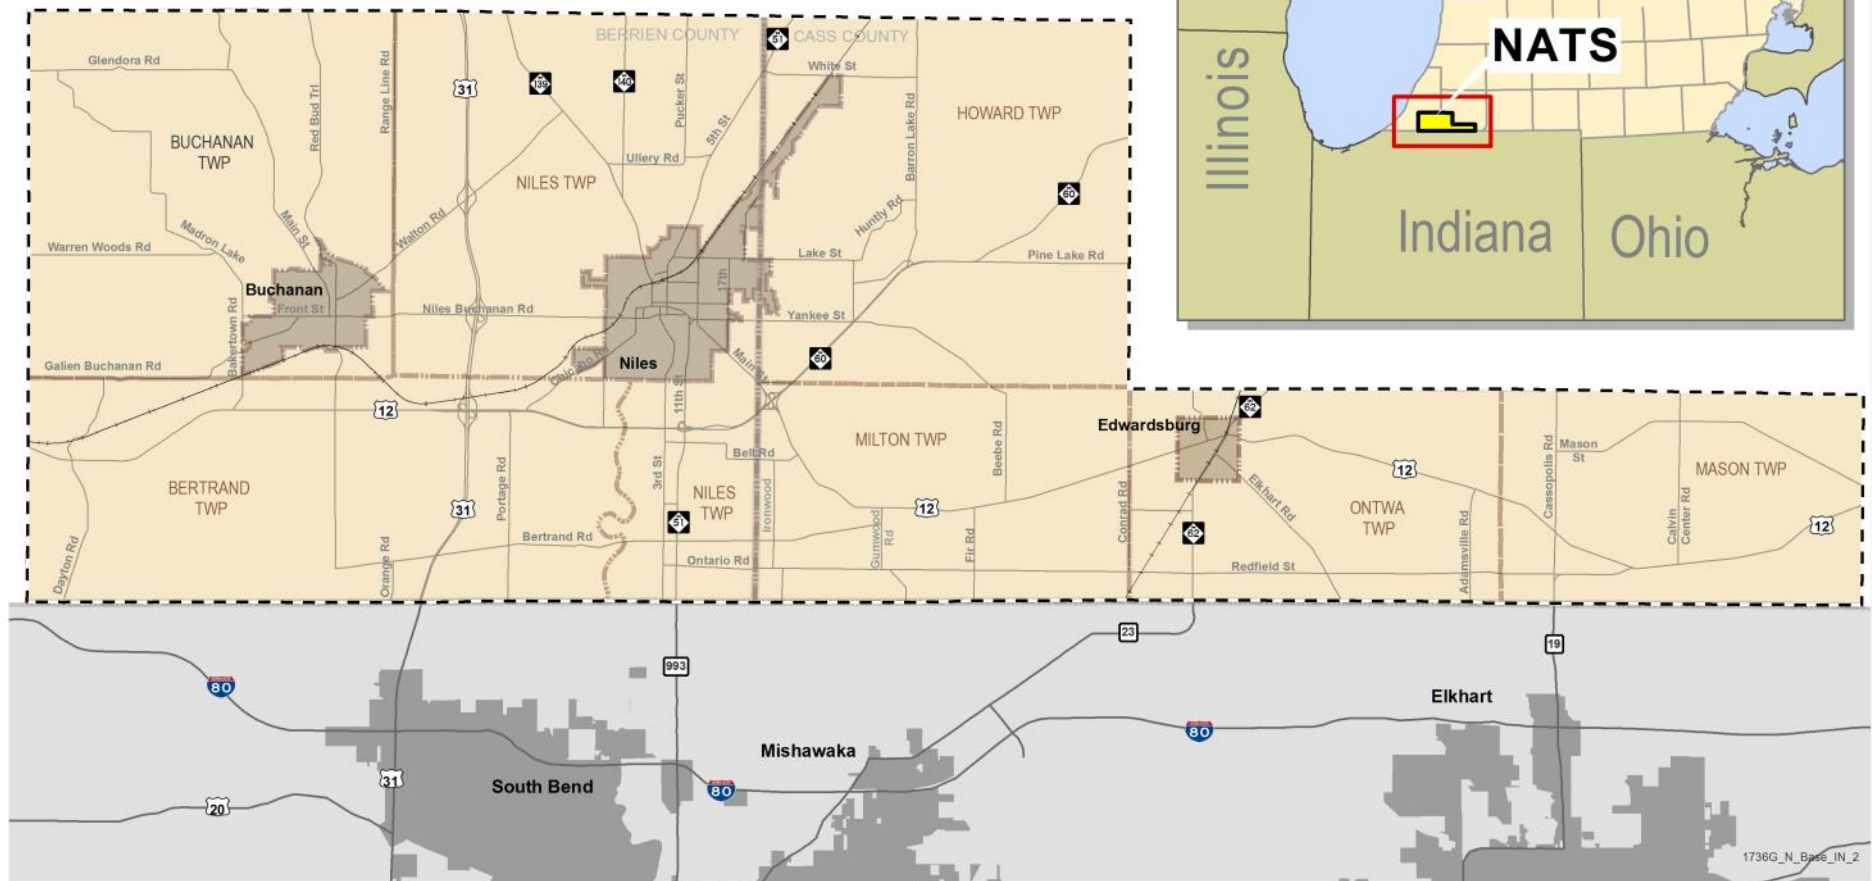 BERRIEN COUNTY
51
CASS COUNTY
Glendora Rd
Red Bud Trl
Range Line Rd
31
139
140
Pucker St
White St
NATS
Illinois
Indiana
Ohio
BUCHANAN
TWP
5th St
Barron Lake Rd
HOWARD TWP
Ullery Rd
NILES TWP
60
Main St
Madron Lake
Walton Rd
Huntly Rd
Warren Woods Rd
Lake St
Pine Lake Rd
Buchanan
17th
Front St
Niles Buchanan Rd
Yankee St
Bakertown Rd
Galien Buchanan Rd
Chicago Rd
Niles
Main St
60
11th St
12
Edwardsburg
62
BERTRAND
TWP
Portage Rd
3rd St
Bell Rd
MILTON TWP
Beebe Rd
12
Cassopolis Rd
Mason
St
MASON TWP
31
NILES
TWP
51
Ironwood
12
Conrad Rd
Elkhart Rd
ONTWA
TWP
Calvin
Center Rd
12
Dayton Rd
Orange Rd
Bertrand Rd
Ontario Rd
Gumwood
Rd
Fir Rd
62
Redfield St
Adamsville Rd
23
19
993
80
Elkhart
80
Mishawaka
31
South Bend
80
20
1736G_N_Base_IN_2